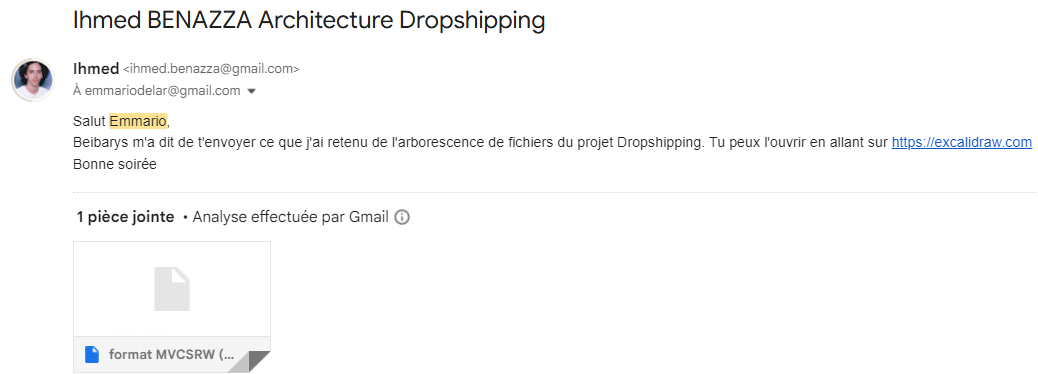 Ihmed BENAZZA Architecture Dropshipping
Ihmed <ihmed.benazza@gmail.com>
À emmariodelar@gmail.com
Salut Emmario,
Beibarys m'a dit de t'envoyer ce que j'ai retenu de l'arborescence de fichiers du projet Dropshipping. Tu peux l'ouvrir en allant sur https://excalidraw.com
Bonne soirée
1 pièce jointe • Analyse effectuée par Gmail
format MVCSRW (...